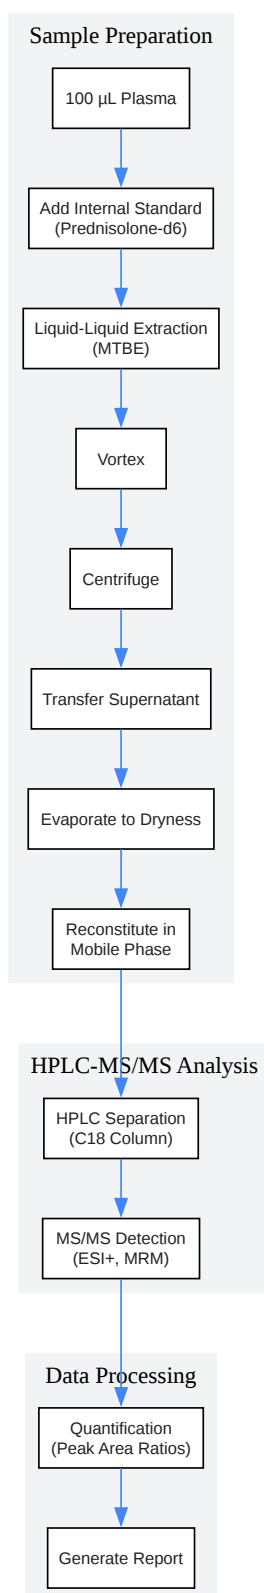 Sample Preparation
100 µL Plasma
Add Internal Standard
(Prednisolone-d6)
Liquid-Liquid Extraction
(MTBE)
Vortex
Centrifuge
Transfer Supernatant
Evaporate to Dryness
Reconstitute in
Mobile Phase
HPLC-MS/MS Analysis
HPLC Separation
(C18 Column)
MS/MS Detection
(ESI+, MRM)
Data Processing
Quantification
(Peak Area Ratios)
Generate Report